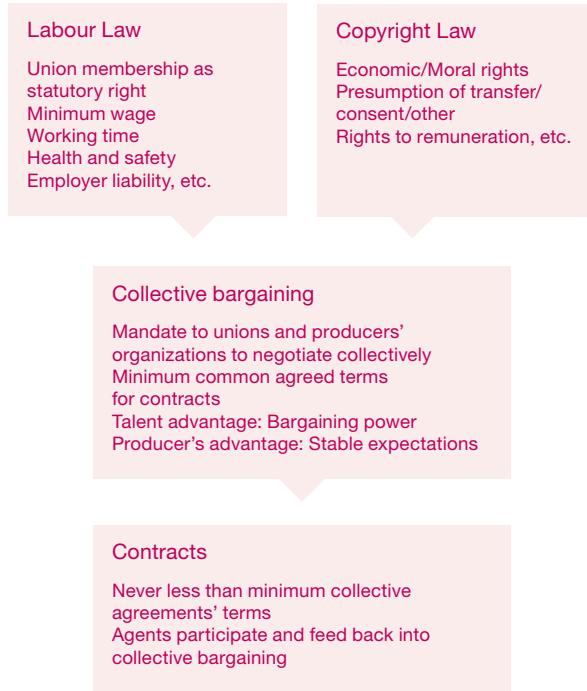 Labour Law
Union membership as
statutory right
Minimum wage
Working time
Health and safety
Employer liability, etc.
Copyright Law
Economic/Moral rights
Presumption of transfer/
consent/other
Rights to remuneration, etc.
Collective bargaining
Mandate to unions and producers’
organizations to negotiate collectively
Minimum common agreed terms
for contracts
Talent advantage: Bargaining power
Producer’s advantage: Stable expectations
Contracts
Never less than minimum collective
agreements’ terms
Agents participate and feed back into
collective bargaining